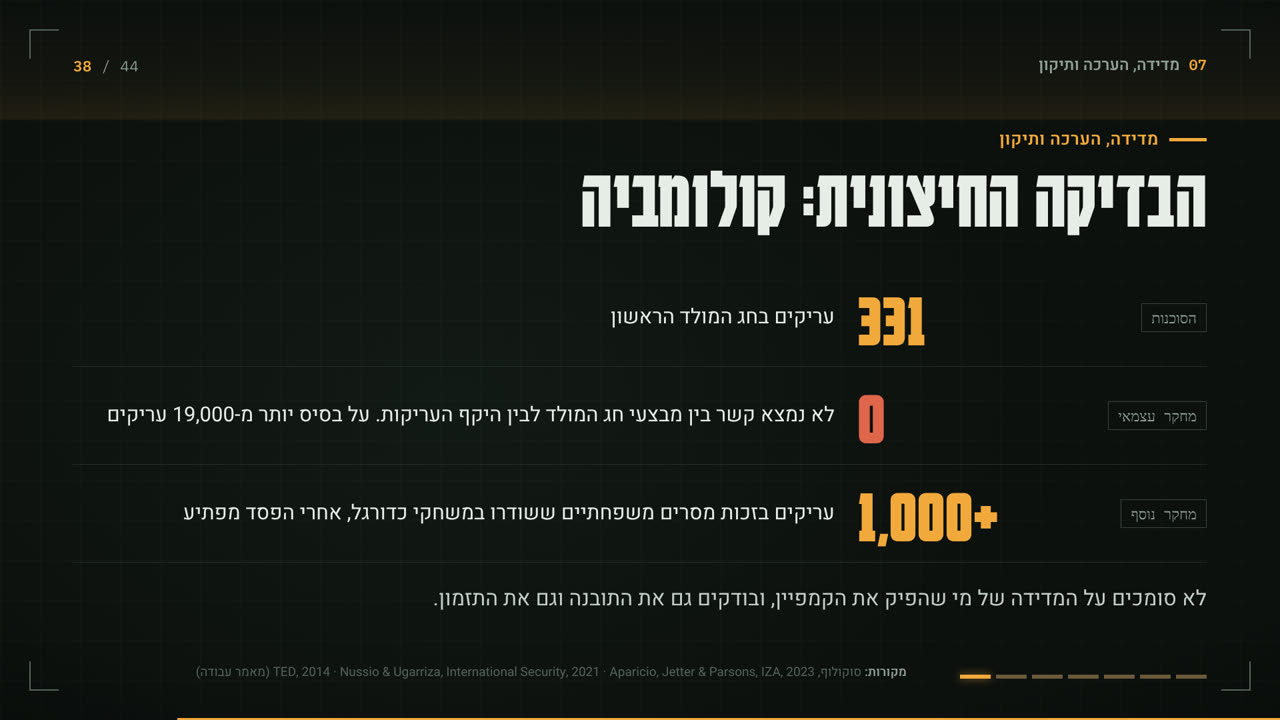 07 מדידה, הערכה ותיקון
38 / 44
מדידה, הערכה ותיקון
הבדיקה החיצונית: קולומביה
הסוכנות
331
עריקים בחג המולד הראשון
מחקר עצמאי
0
לא נמצא קשר בין מבצעי חג המולד לבין היקף העריקות. על בסיס יותר מ-19,000 עריקים
מחקר נוסף
1,000+
עריקים בזכות מסרים משפחתיים ששודרו במשחקי כדורגל, אחרי הפסד מפתיע
לא סומכים על המדידה של מי שהפיק את הקמפיין, ובודקים גם את התובנה וגם את התזמון.
מקורות: סוקולוף, TED, 2014 · Nussio & Ugarriza, International Security, 2021 · Aparicio, Jetter & Parsons, IZA, 2023 (מאמר עבודה)